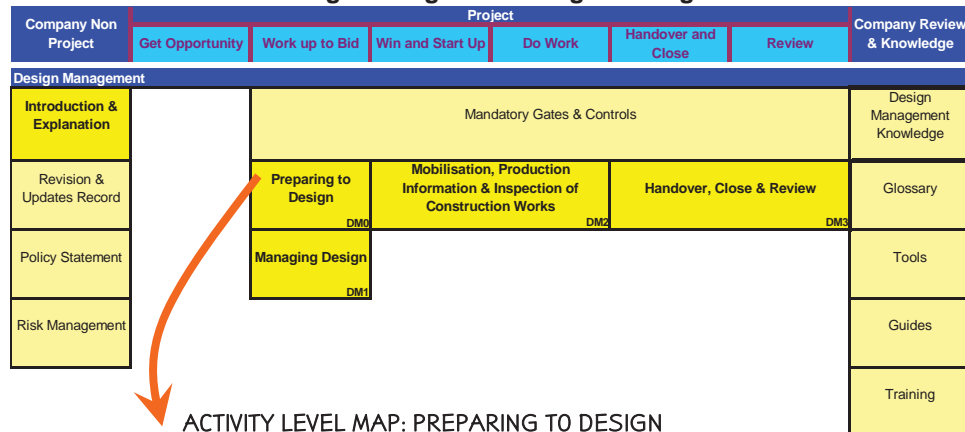 Project
Company Non
Project
Get Opportunity
Work up to Bid
Win and Start Up
Do Work
Handover and
Close
Review
Company Review
& Knowledge
Design Management
Introduction &
Explanation
Mandatory Gates & Controls
Design
Management
Knowledge
Revision &
Updates Record
Preparing to
Design
DM0
Mobilisation, Production
Information & Inspection of
Construction Works
DM2
Handover, Close & Review
DM3
Glossary
Policy Statement
Managing Design
DM1
Tools
Risk Management
Guides
Training
ACTIVITY LEVEL MAP: PREPARING TO DESIGN